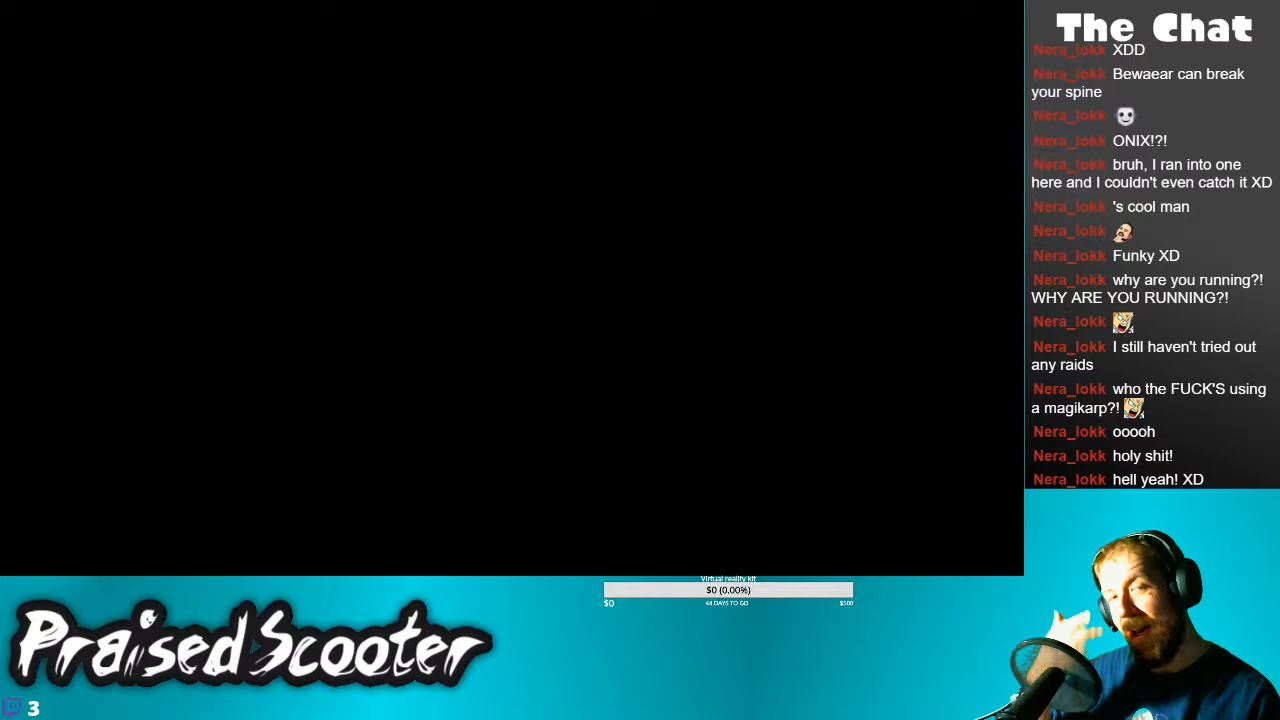 The Chat
Nera_lokk XDD
Nera_lokk Bewaear can break
your spine
Nera_lokk
Nera_lokk ONIX!?!
Nera_lokk bruh, I ran into one
here and I couldn't even catch it XD
Nera_lokk 's cool man
Nera_lokk
Nera_lokk Funky XD
Nera_lokk why are you running?!
WHY ARE YOU RUNNING?!
Nera_lokk
Nera_lokk I still haven't tried out
any raids
Nera_lokk who the FUCK'S using
a magikarp?!
Nera_lokk ooooh
Nera_lokk holy shit!
Nera_lokk hell yeah! XD
Virtual reality kit
$0 (0.00%)
$0 44 DAYS TO GO $500
PraisedScooter
3